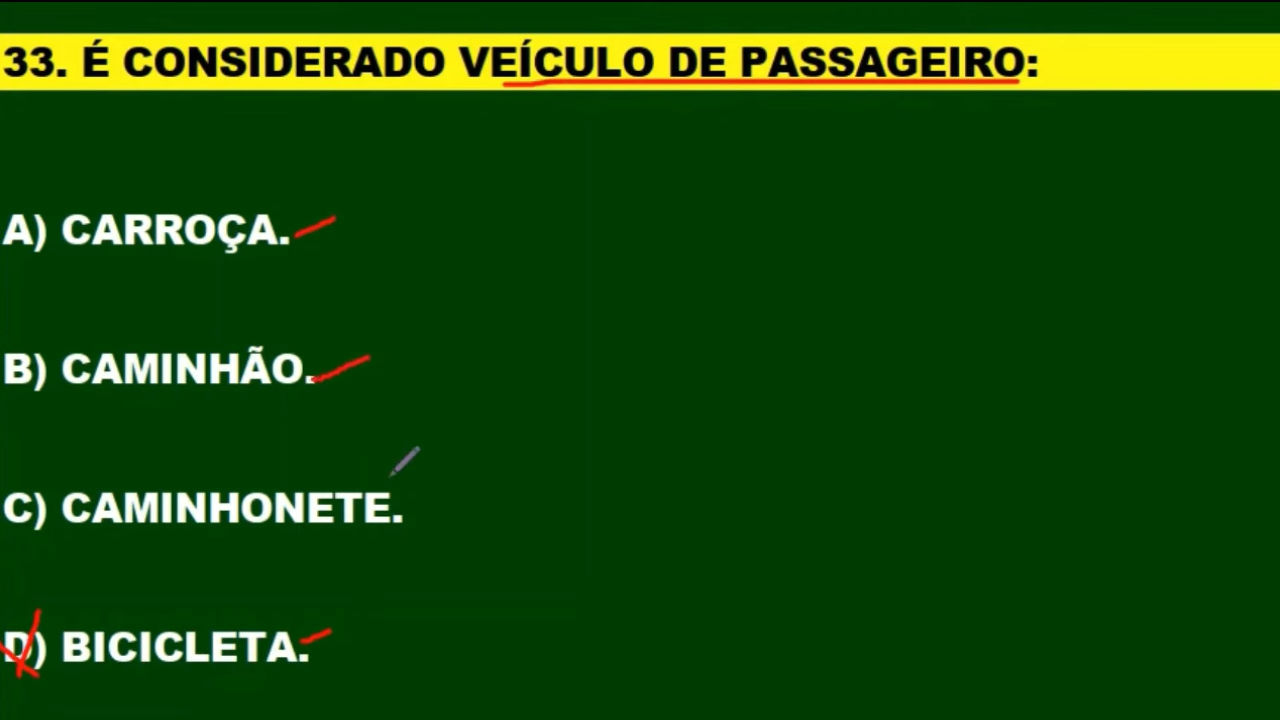 33. É CONSIDERADO VEÍCULO DE PASSAGEIRO:
A) CARROÇA.
B) CAMINHÃO.
C) CAMINHONETE.
D) BICICLETA.